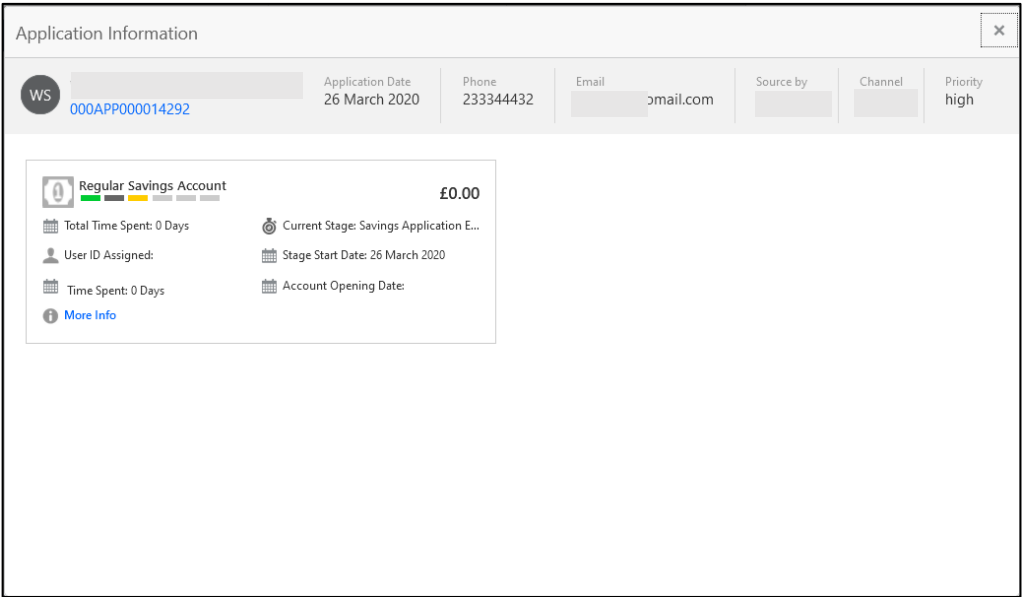 Application Information
×
WS
000APP000014292
Application Date
26 March 2020
Phone
233344432
Email
omail.com
Source by
Channel
Priority
high
Regular Savings Account
£0.00
Total Time Spent: 0 Days
Current Stage: Savings Application E...
User ID Assigned:
Stage Start Date: 26 March 2020
Time Spent: 0 Days
Account Opening Date:
More Info